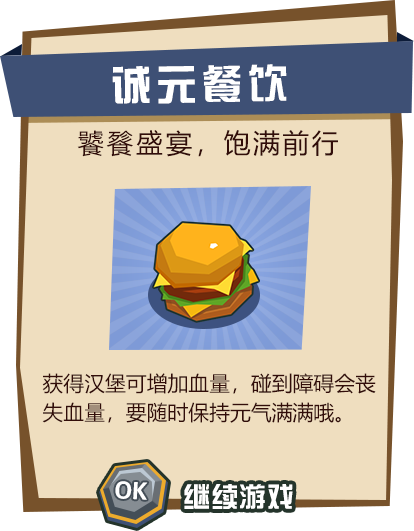 诚元餐饮
饕餮盛宴，饱满前行
获得汉堡可增加血量，碰到障碍会丧
失血量，要随时保持元气满满哦。
OK 继续游戏